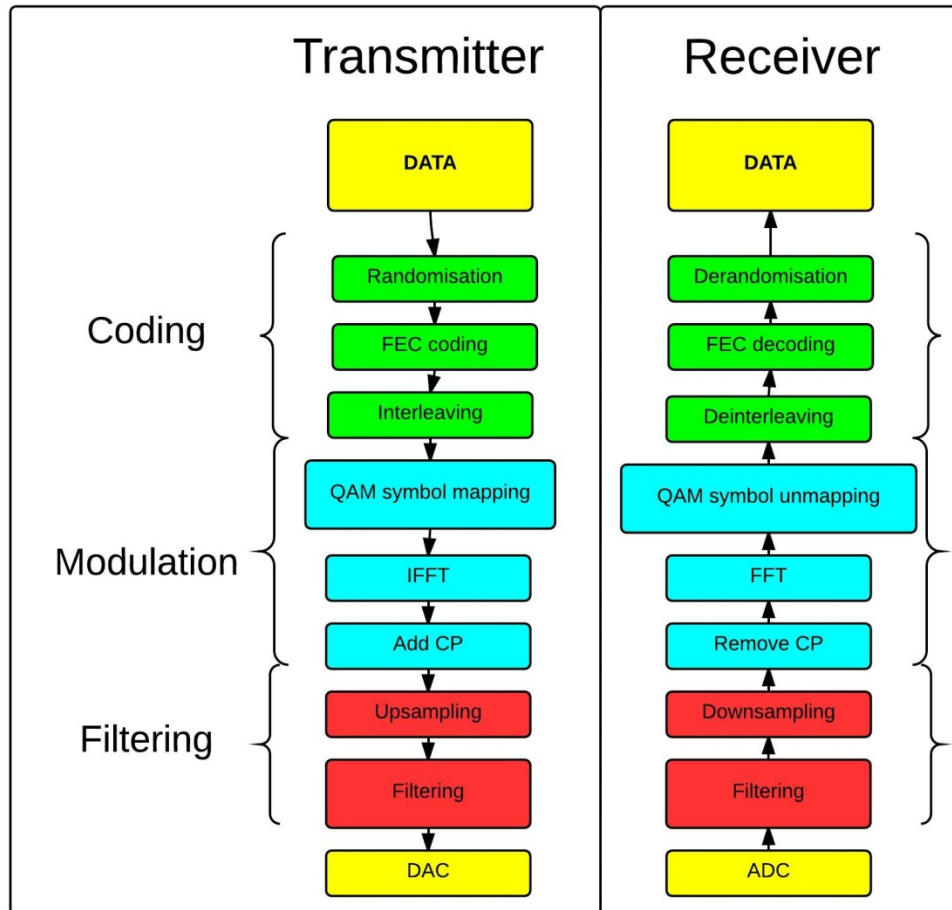 Transmitter
Receiver
DATA
DATA
Coding
Randomisation
Derandomisation
FEC coding
FEC decoding
Interleaving
Deinterleaving
Modulation
QAM symbol mapping
QAM symbol unmapping
IFFT
FFT
Add CP
Remove CP
Filtering
Upsampling
Downsampling
Filtering
Filtering
DAC
ADC